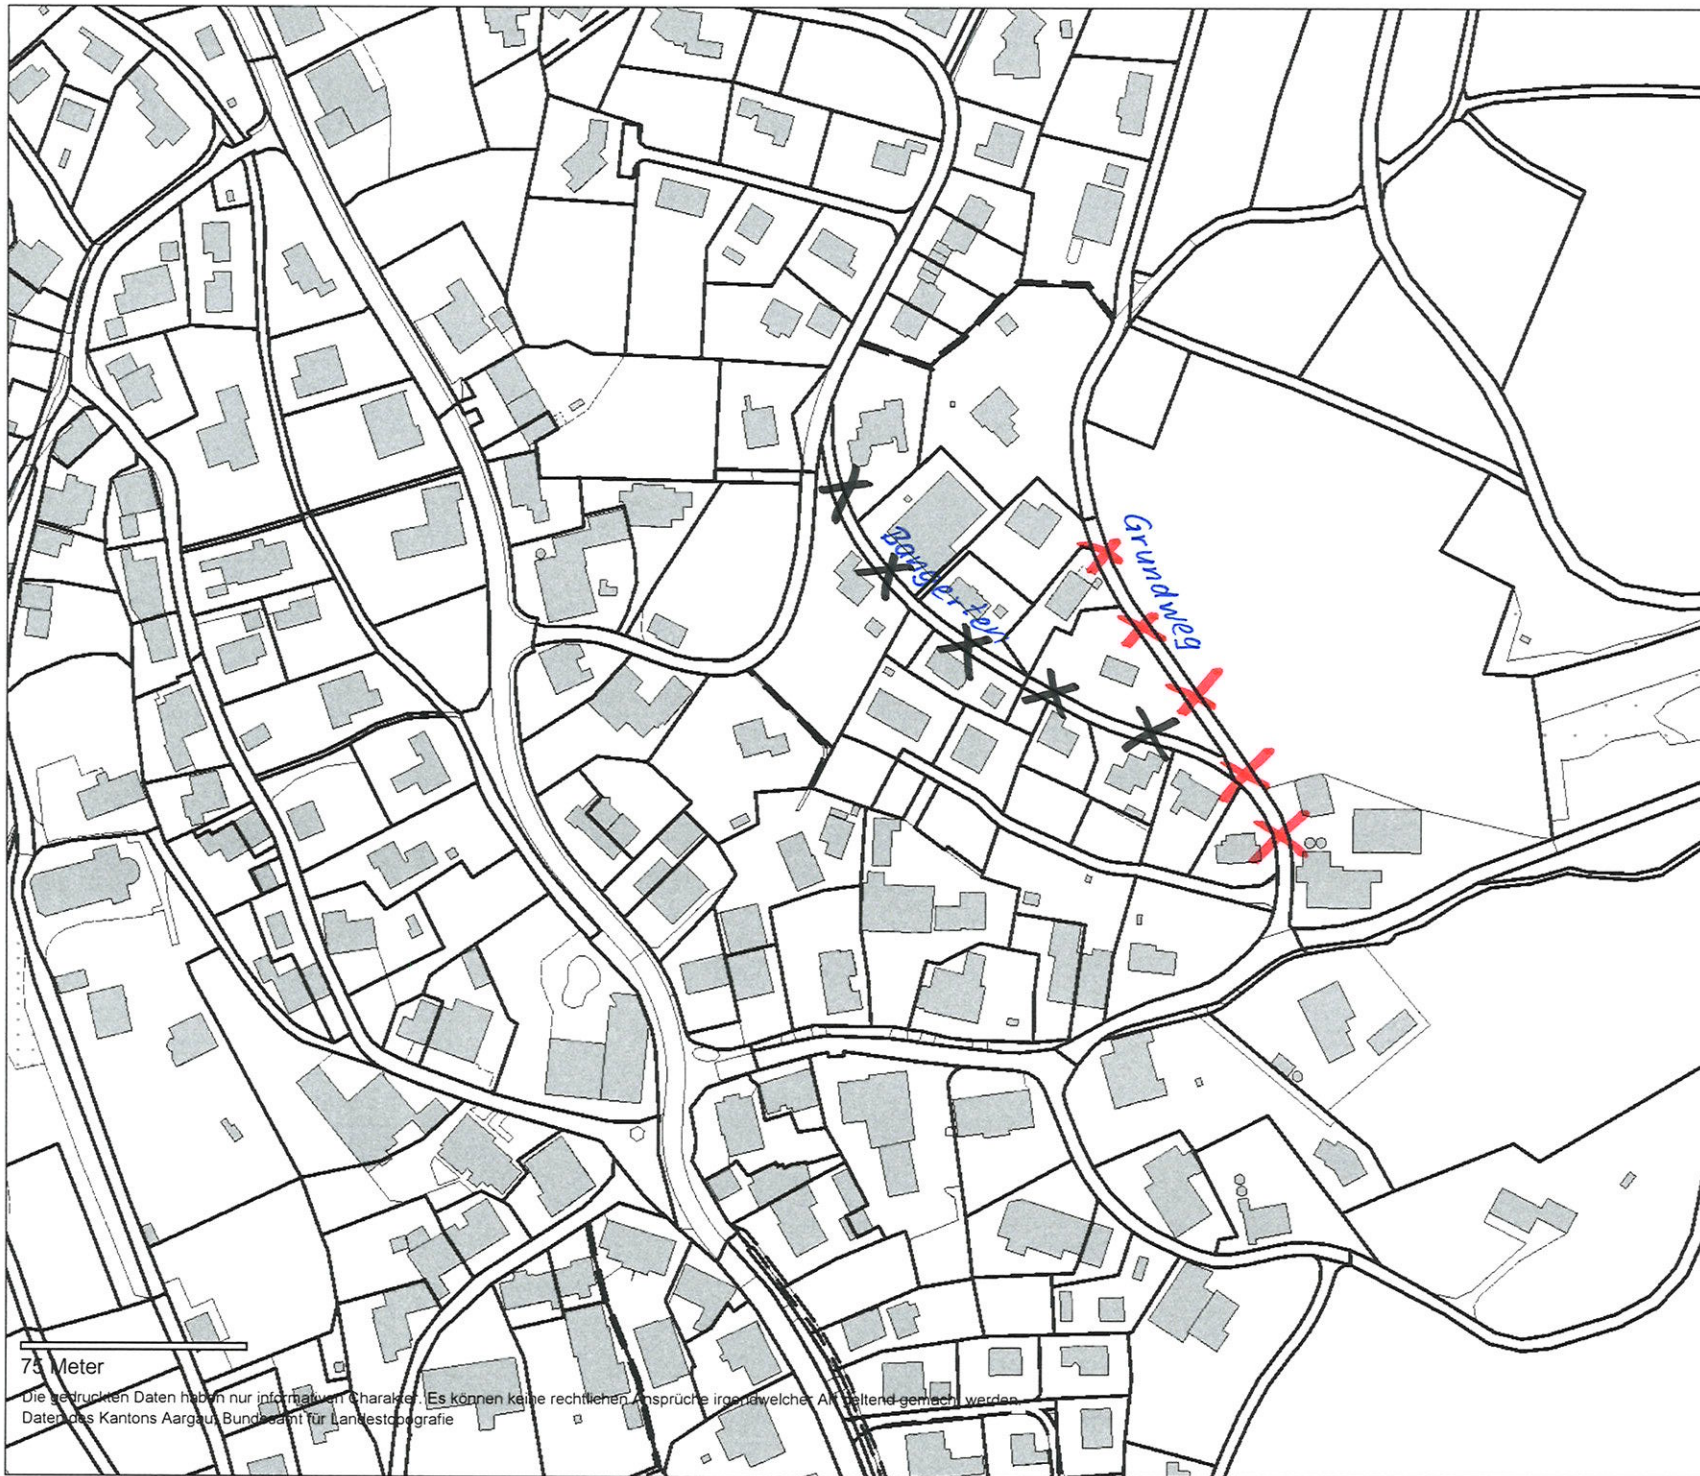 Grundweg
Bangerten
75 Meter
Die gedruckten Daten haben nur informativen Charakter. Es können keine rechtlichen Ansprüche irgendwelcher Art geltend gemacht werden.
Daten des Kantons Aargau, Bundesamt für Landestopografie